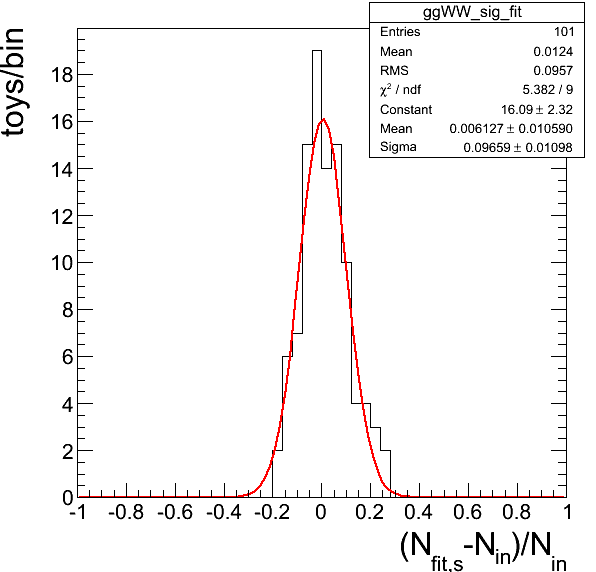 ggWW_sig_fit
Entries 101
Mean 0.0124
RMS 0.0957
χ² / ndf 5.382 / 9
Constant 16.09 ± 2.32
Mean 0.006127 ± 0.010590
Sigma 0.09659 ± 0.01098
toys/bin
18
16
14
12
10
8
6
4
2
0
-1 -0.8 -0.6 -0.4 -0.2 0 0.2 0.4 0.6 0.8 1
(N_fit,s-N_in)/N_in